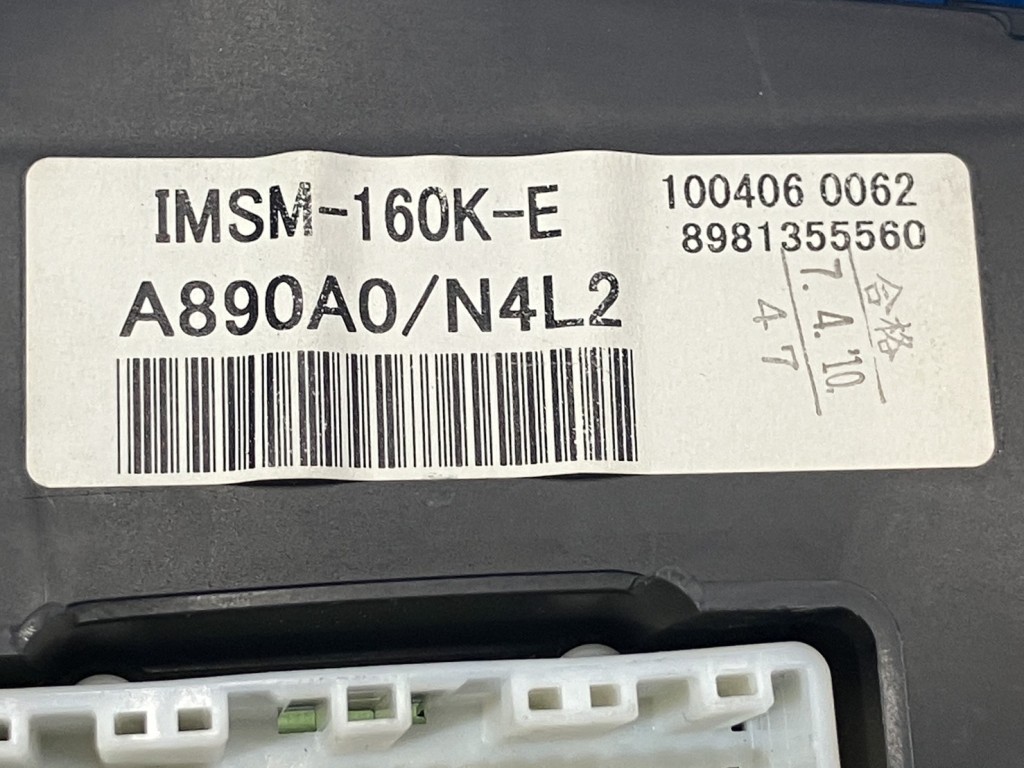 IMSM-160K-E
100406 0062
8981355560
A890A0/N4L2
合格
7.4.'10.
47